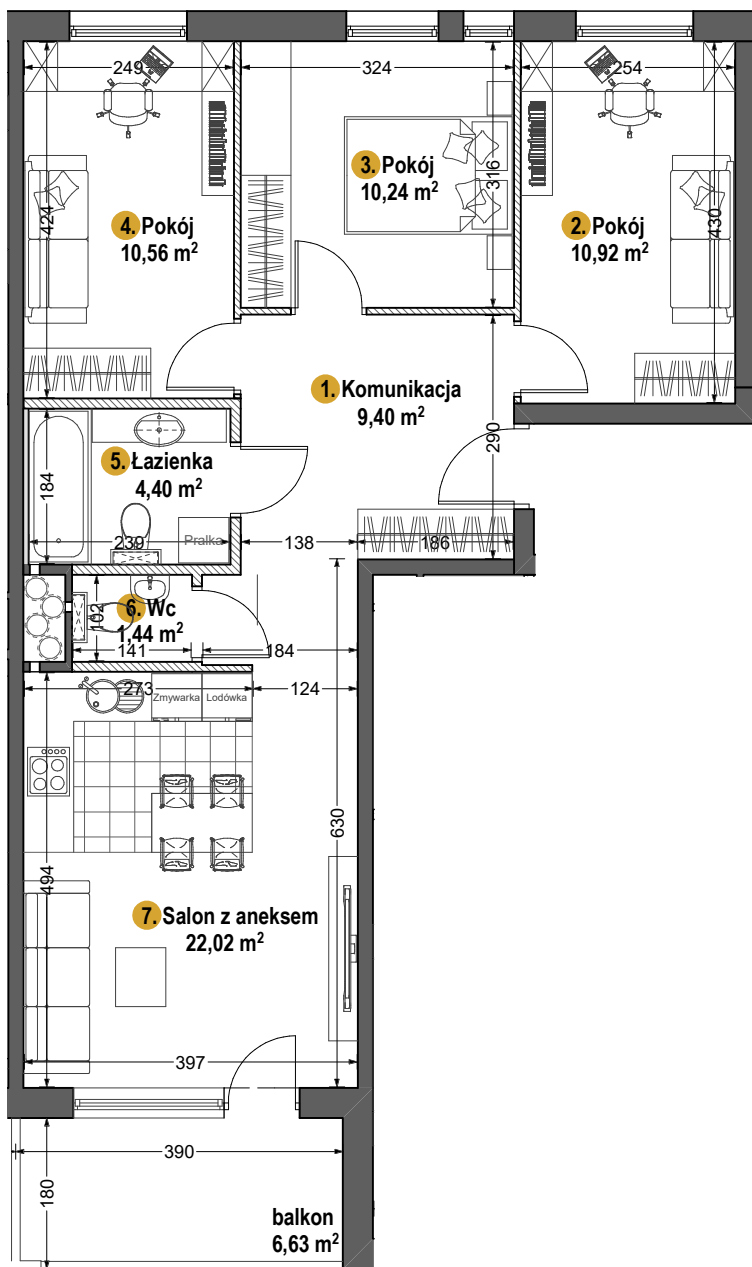 249
324
254
3. Pokój
10,24 m²
316
424
4. Pokój
10,56 m²
2. Pokój
10,92 m²
430
1. Komunikacja
9,40 m²
290
5. Łazienka
4,40 m²
184
239
Pralka
138
186
6. Wc
1,44 m²
102
141
184
273
124
Zmywarka
Lodówka
630
494
7. Salon z aneksem
22,02 m²
397
390
180
balkon
6,63 m²